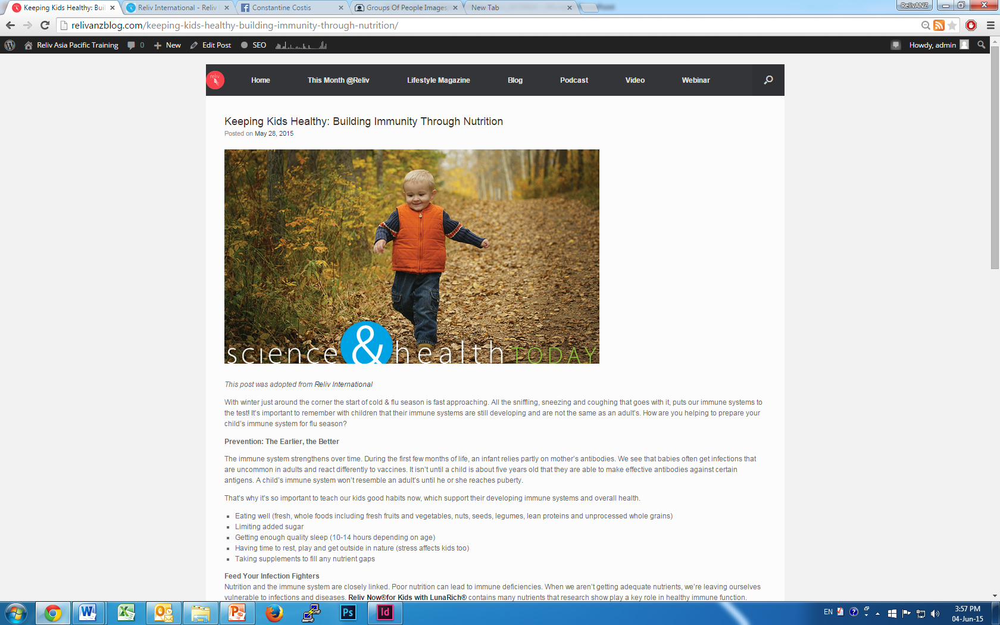 Keeping Kids Healthy: Buil
Reliv International - Reliv
Constantine Costis
Groups Of People Images,
New Tab
RelivANZ
relivanzblog.com/keeping-kids-healthy-building-immunity-through-nutrition/
Reliv Asia Pacific Training
0
New
Edit Post
SEO
Howdy, admin
reliv
Home
This Month @Reliv
Lifestyle Magazine
Blog
Podcast
Video
Webinar
Keeping Kids Healthy: Building Immunity Through Nutrition
Posted on May 28, 2015
science & health TODAY
This post was adopted from Reliv International
With winter just around the corner the start of cold & flu season is fast approaching. All the sniffling, sneezing and coughing that goes with it, puts our immune systems to
the test! It's important to remember with children that their immune systems are still developing and are not the same as an adult's. How are you helping to prepare your
child's immune system for flu season?
Prevention: The Earlier, the Better
The immune system strengthens over time. During the first few months of life, an infant relies partly on mother's antibodies. We see that babies often get infections that
are uncommon in adults and react differently to vaccines. It isn't until a child is about five years old that they are able to make effective antibodies against certain
antigens. A child's immune system won't resemble an adult's until he or she reaches puberty.
That's why it's so important to teach our kids good habits now, which support their developing immune systems and overall health.
Eating well (fresh, whole foods including fresh fruits and vegetables, nuts, seeds, legumes, lean proteins and unprocessed whole grains)
Limiting added sugar
Getting enough quality sleep (10-14 hours depending on age)
Having time to rest, play and get outside in nature (stress affects kids too)
Taking supplements to fill any nutrient gaps
Feed Your Infection Fighters
Nutrition and the immune system are closely linked. Poor nutrition can lead to immune deficiencies. When we aren't getting adequate nutrients, we're leaving ourselves
vulnerable to infections and diseases. Reliv Now®for Kids with LunaRich® contains many nutrients that research show play a key role in healthy immune function.
Ps
Id
EN
3:57 PM
04-Jun-15